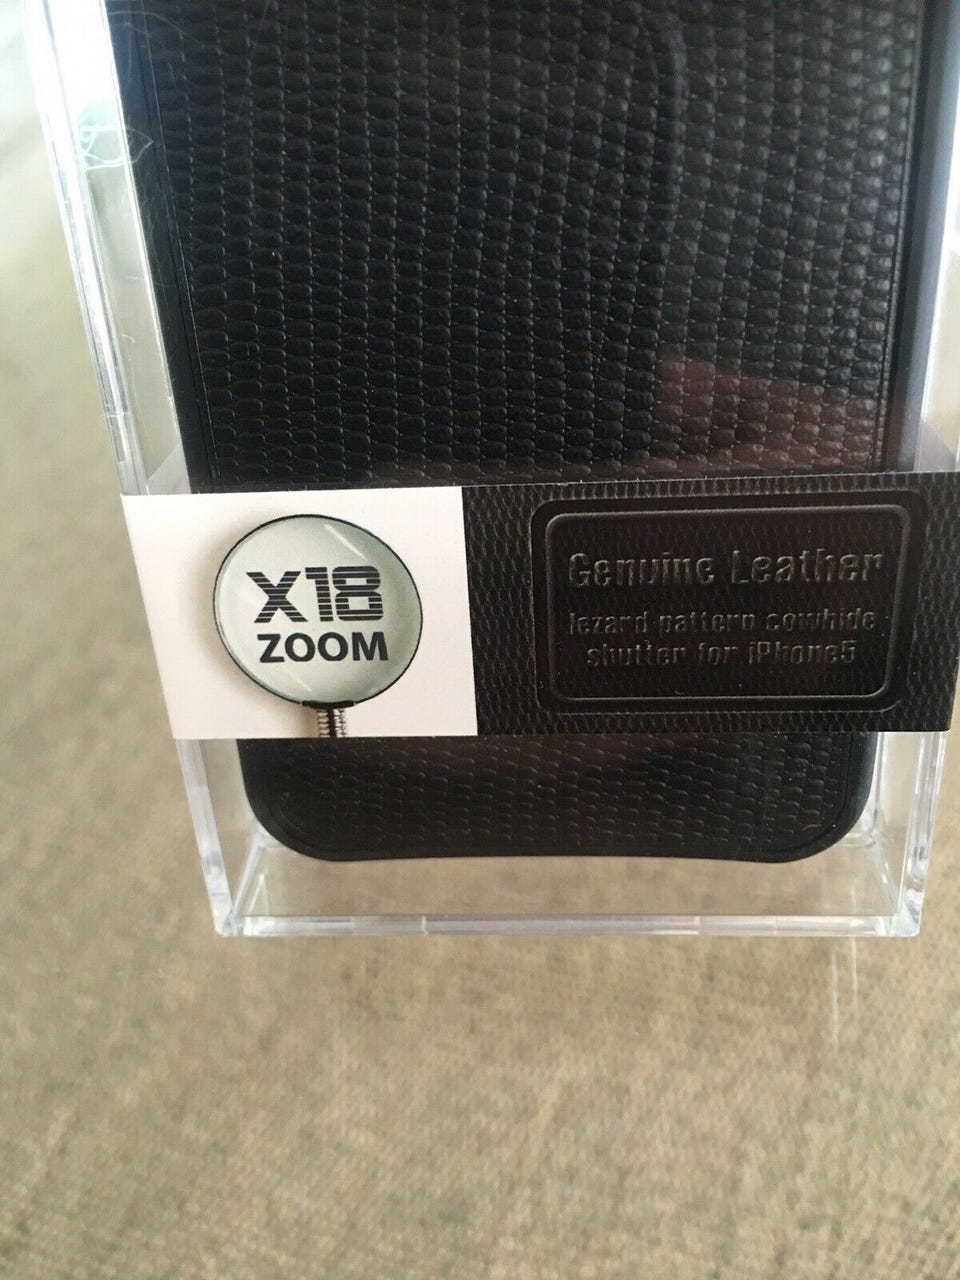 X18
ZOOM
Genuine Leather
lezard pattern cowhide
shutter for iPhone5